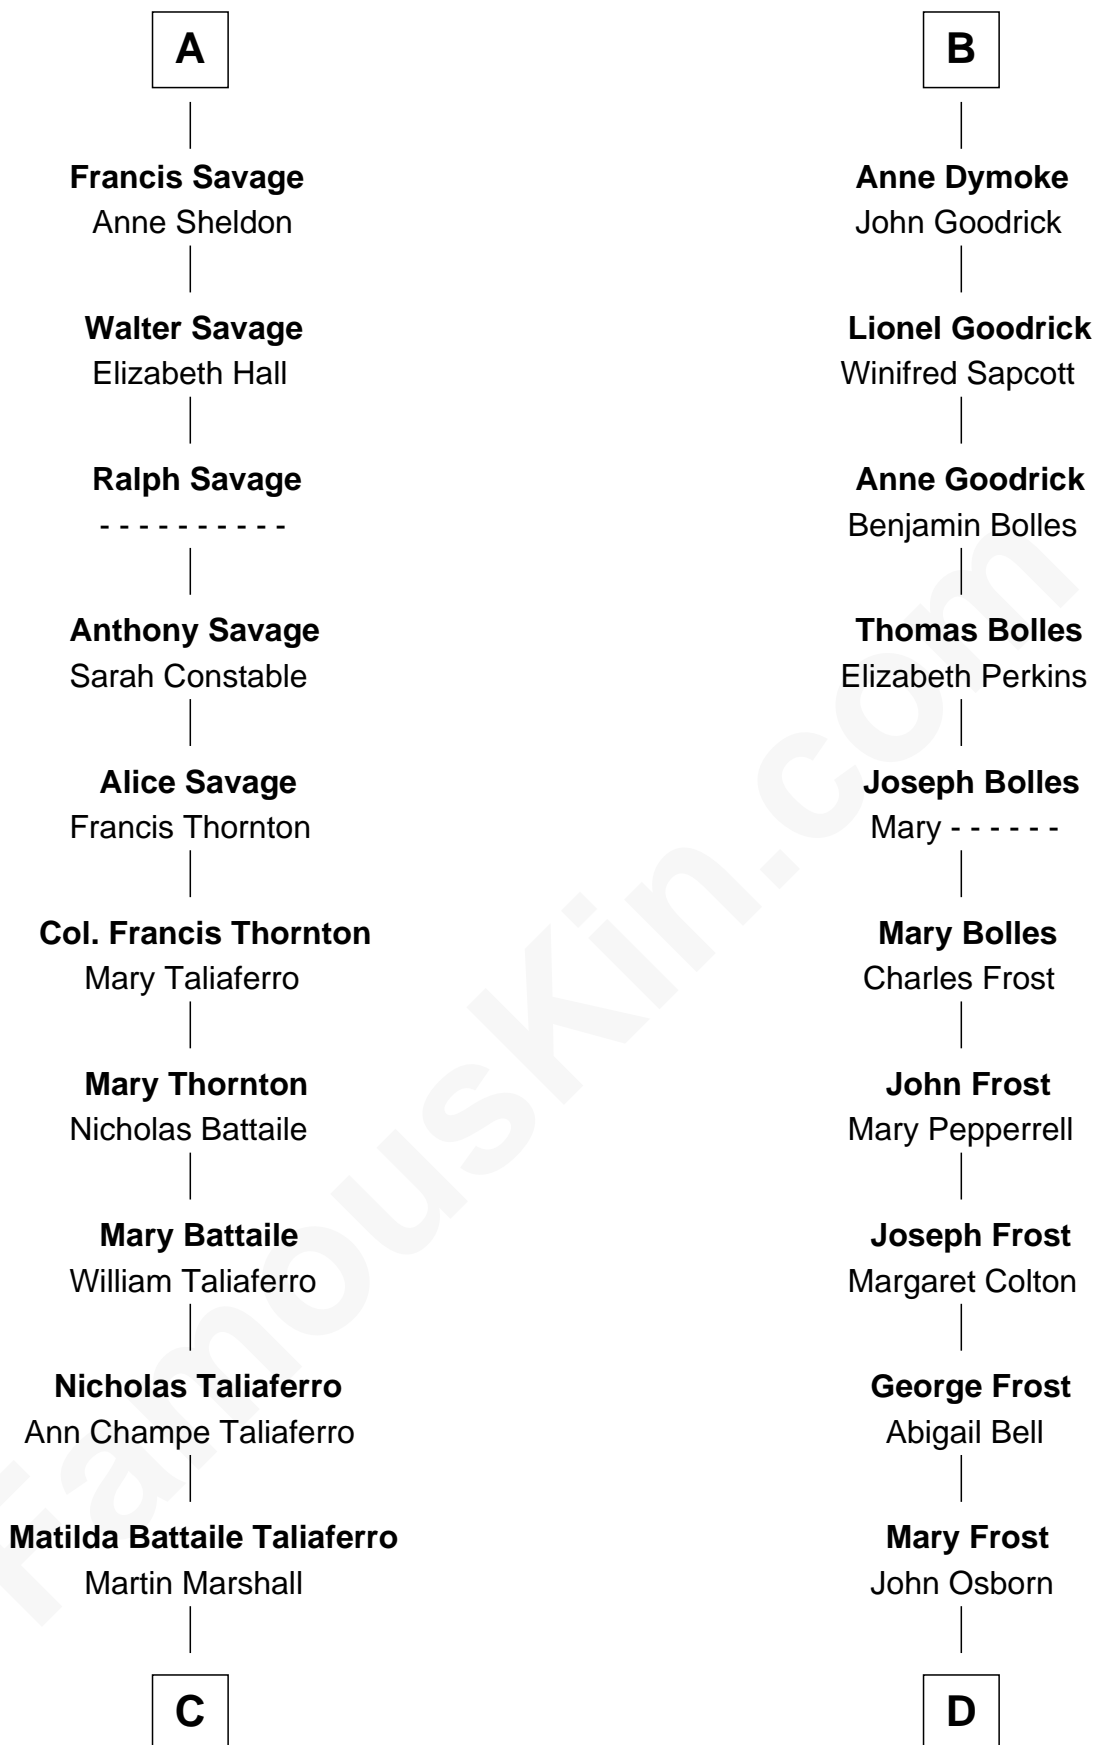 A
Francis Savage
Anne Sheldon
Walter Savage
Elizabeth Hall
Ralph Savage
- - - - - - - - - -
Anthony Savage
Sarah Constable
Alice Savage
Francis Thornton
Col. Francis Thornton
Mary Taliaferro
Mary Thornton
Nicholas Battaile
Mary Battaile
William Taliaferro
Nicholas Taliaferro
Ann Champe Taliaferro
Matilda Battaile Taliaferro
Martin Marshall
C
B
Anne Dymoke
John Goodrick
Lionel Goodrick
Winifred Sapcott
Anne Goodrick
Benjamin Bolles
Thomas Bolles
Elizabeth Perkins
Joseph Bolles
Mary - - - - - -
Mary Bolles
Charles Frost
John Frost
Mary Pepperrell
Joseph Frost
Margaret Colton
George Frost
Abigail Bell
Mary Frost
John Osborn
D
FamousKin.com